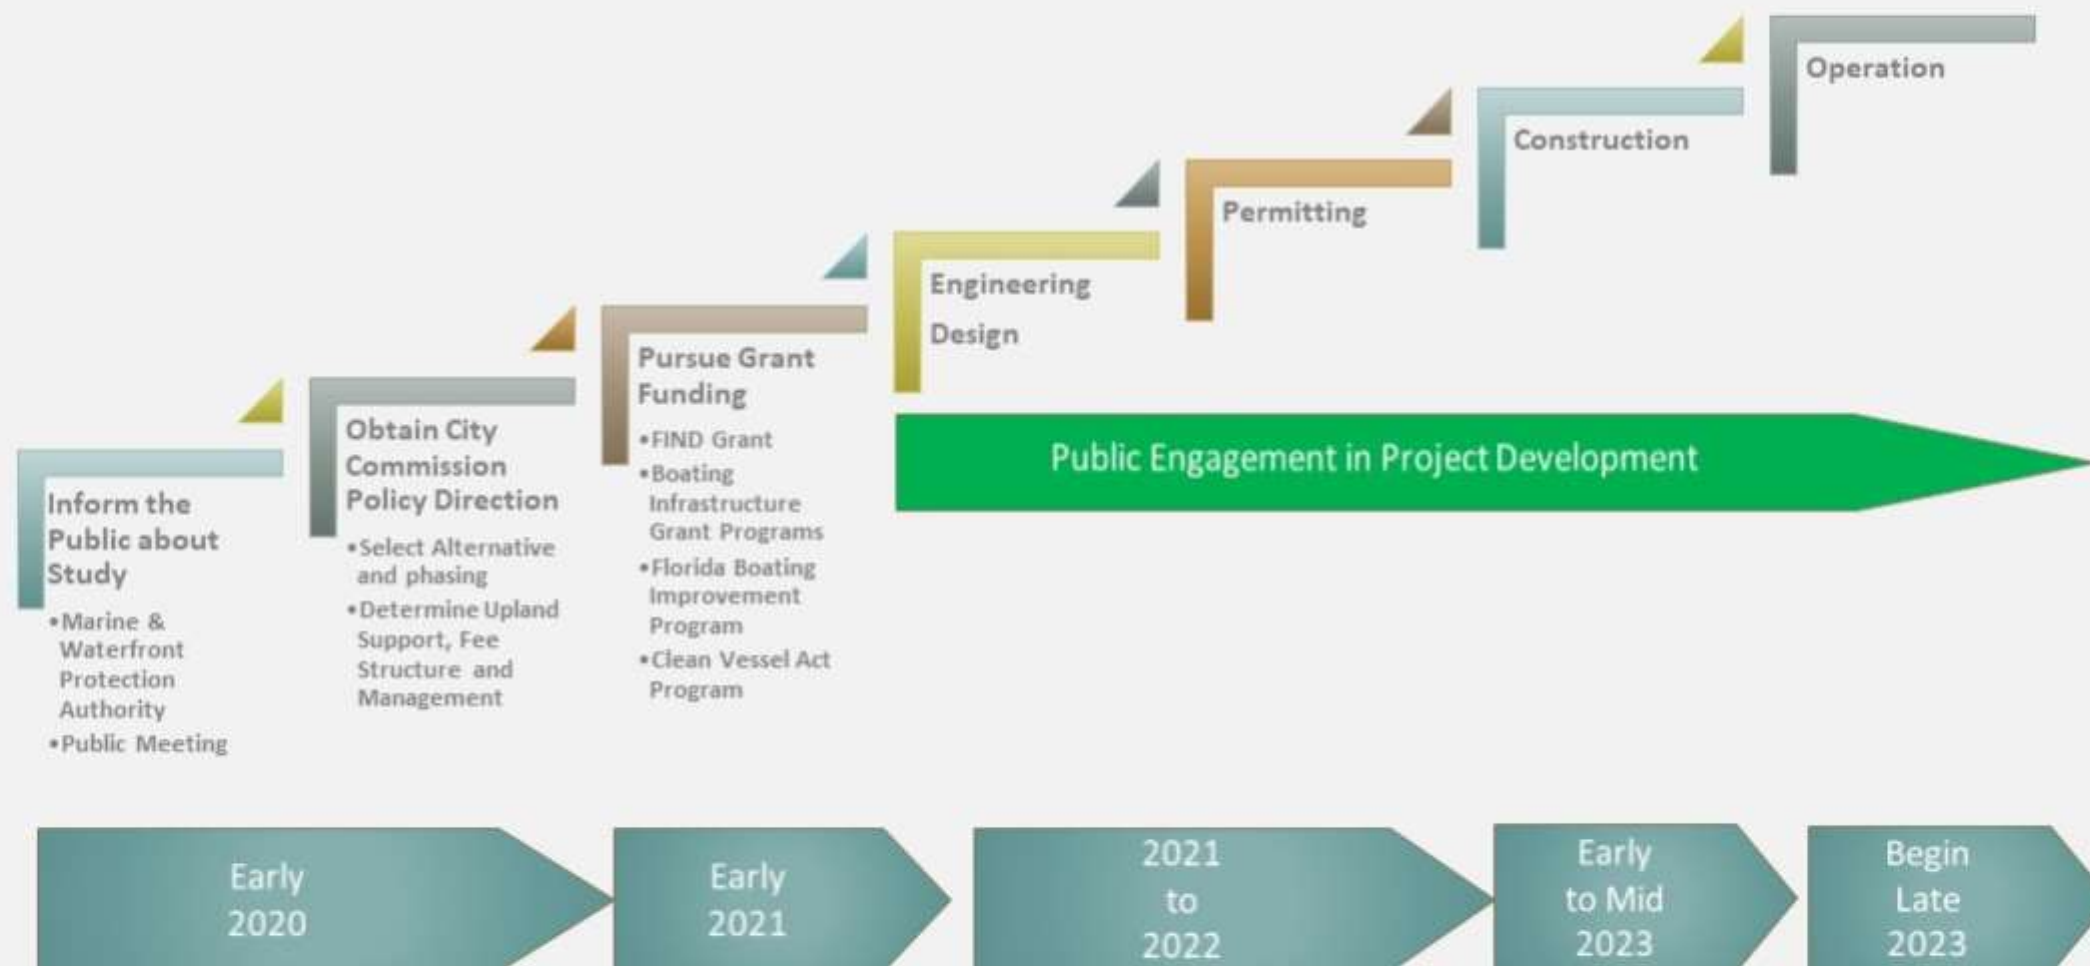 Inform the
Public about
Study
•Marine &
Waterfront
Protection
Authority
•Public Meeting
Obtain City
Commission
Policy Direction
•Select Alternative
and phasing
•Determine Upland
Support, Fee
Structure and
Management
Pursue Grant
Funding
•FIND Grant
•Boating
Infrastructure
Grant Programs
•Florida Boating
Improvement
Program
•Clean Vessel Act
Program
Engineering
Design
Permitting
Construction
Operation
Public Engagement in Project Development
Early
2020
Early
2021
2021
to
2022
Early
to Mid
2023
Begin
Late
2023